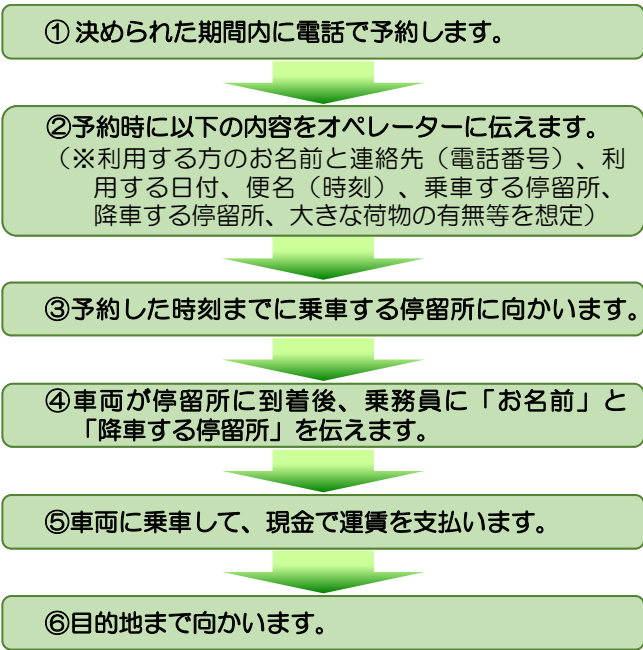 ① 決められた期間内に電話で予約します。
②予約時に以下の内容をオペレーターに伝えます。
（※利用する方のお名前と連絡先（電話番号）、利
用する日付、便名（時刻）、乗車する停留所、
降車する停留所、大きな荷物の有無等を想定）
③予約した時刻までに乗車する停留所に向かいます。
④車両が停留所に到着後、乗務員に「お名前」と
「降車する停留所」を伝えます。
⑤車両に乗車して、現金で運賃を支払います。
⑥目的地まで向かいます。